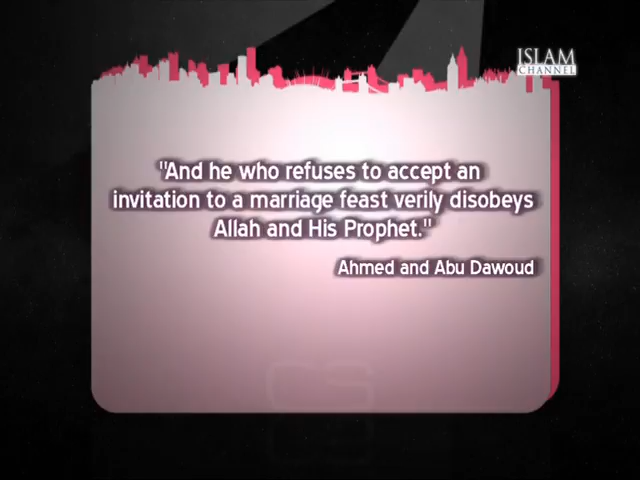 ISLAM
CHANNEL
"And he who refuses to accept an
invitation to a marriage feast verily disobeys
Allah and His Prophet."
Ahmed and Abu Dawoud